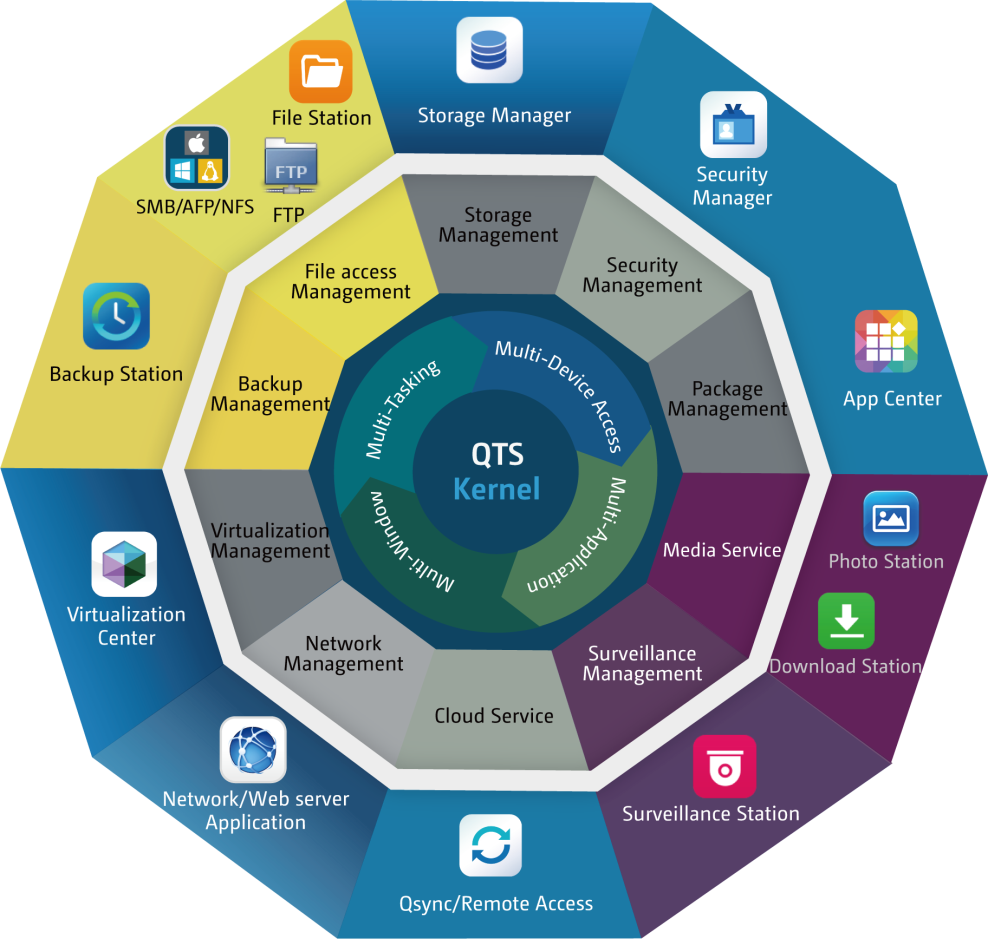 File Station
SMB/AFP/NFS
FTP
FTP
Storage Manager
Security
Manager
App Center
Photo Station
Download Station
Surveillance Station
Qsync/Remote Access
Network/Web server
Application
Virtualization
Center
Backup Station
Storage
Management
Security
Management
Package
Management
Media Service
Surveillance
Management
Cloud Service
Network
Management
Virtualization
Management
Backup
Management
File access
Management
Multi-Tasking
Multi-Device Access
Multi-Application
Multi-Window
QTS
Kernel